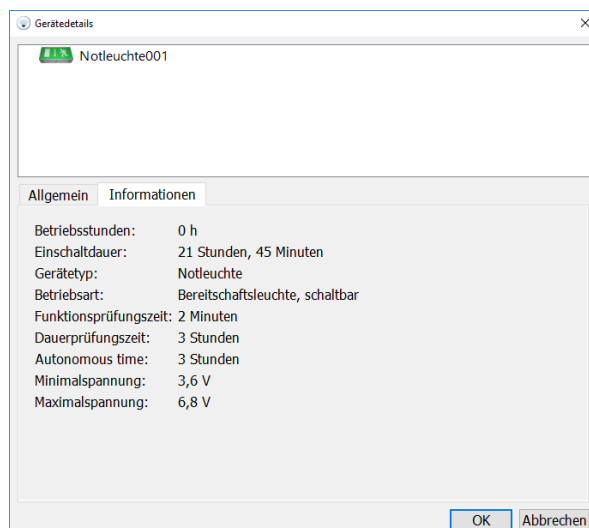 Gerätedetails
Notleuchte001
Allgemein Informationen
Betriebsstunden: 0 h
Einschaltdauer: 21 Stunden, 45 Minuten
Gerätetyp: Notleuchte
Betriebsart: Bereitschaftsleuchte, schaltbar
Funktionsprüfungszeit: 2 Minuten
Dauerprüfungszeit: 3 Stunden
Autonomous time: 3 Stunden
Minimalspannung: 3,6 V
Maximalspannung: 6,8 V
OK Abbrechen